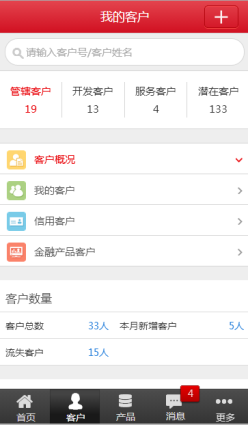 我的客户
请输入客户号/客户姓名
管辖客户 开发客户 服务客户 潜在客户
19 13 4 133
客户概况
我的客户
信用客户
金融产品客户
客户数量
客户总数 33人 本月新增客户 5人
流失客户 15人
4
首页 客户 产品 消息 更多